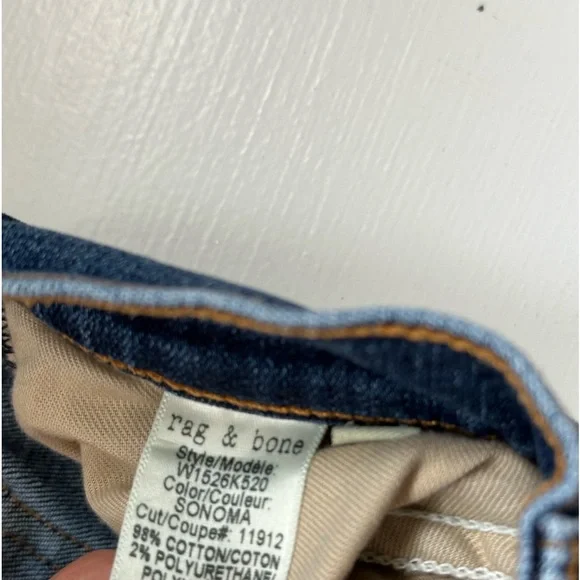 rag & bone
Style/Modèle:
W1526K520
Color/Couleur:
SONOMA
Cut/Coupe#: 11912
98% COTTON/COTON
2% POLYURETHANE/